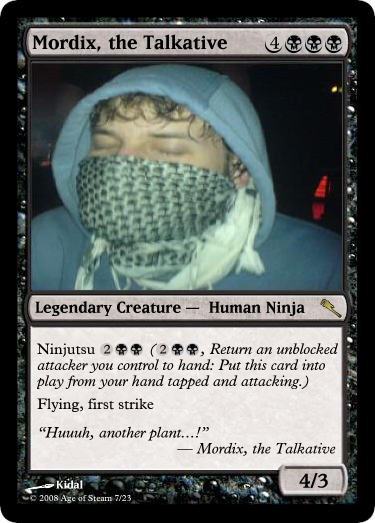 Mordix, the Talkative 4
Legendary Creature — Human Ninja
Ninjutsu 2 (2, Return an unblocked
attacker you control to hand: Put this card into
play from your hand tapped and attacking.)
Flying, first strike
“Huuuh, another plant…!”
— Mordix, the Talkative
4/3
Kidal
© 2008 Age of Steam 7/23